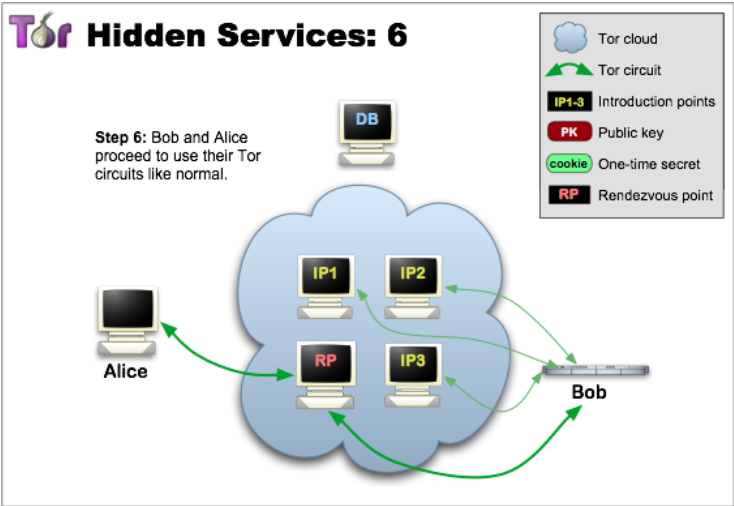 Tor Hidden Services: 6
Tor cloud
Tor circuit
IP1-3 Introduction points
PK Public key
cookie One-time secret
RP Rendezvous point
DB
Step 6: Bob and Alice
proceed to use their Tor
circuits like normal.
IP1 IP2
RP IP3
Alice
Bob